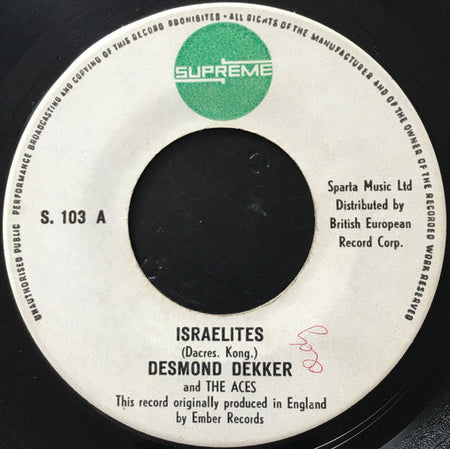 UNAUTHORISED PUBLIC PERFORMANCE BROADCASTING AND COPYING OF THIS RECORD PROHIBITED - ALL RIGHTS OF THE MANUFACTURER AND OF THE OWNER OF THE RECORDED WORK RESERVED
SUPREME
S. 103 A
Sparta Music Ltd
Distributed by
British European
Record Corp.
ISRAELITES
(Dacres. Kong.)
DESMOND DEKKER
and THE ACES
This record originally produced in England
by Ember Records